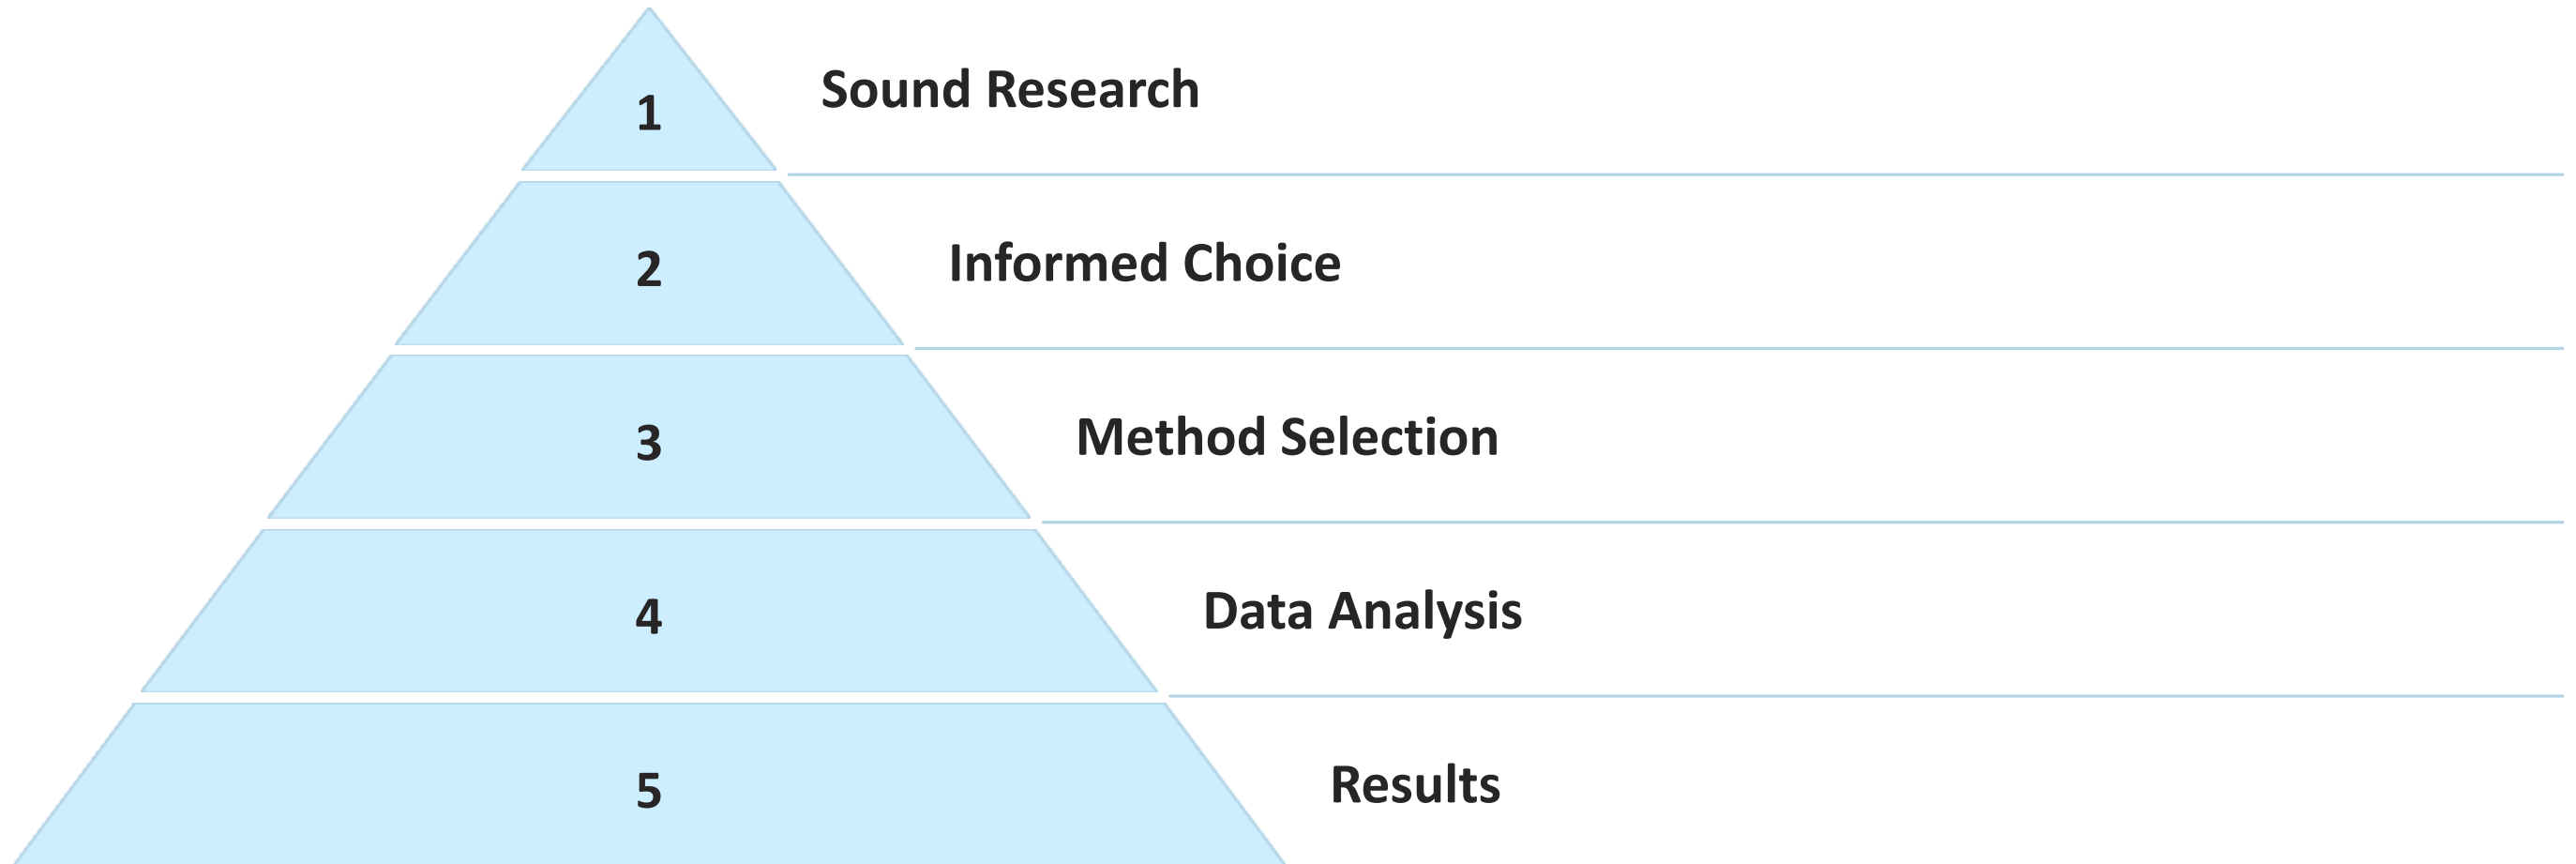 1
Sound Research
2
Informed Choice
3
Method Selection
4
Data Analysis
5
Results